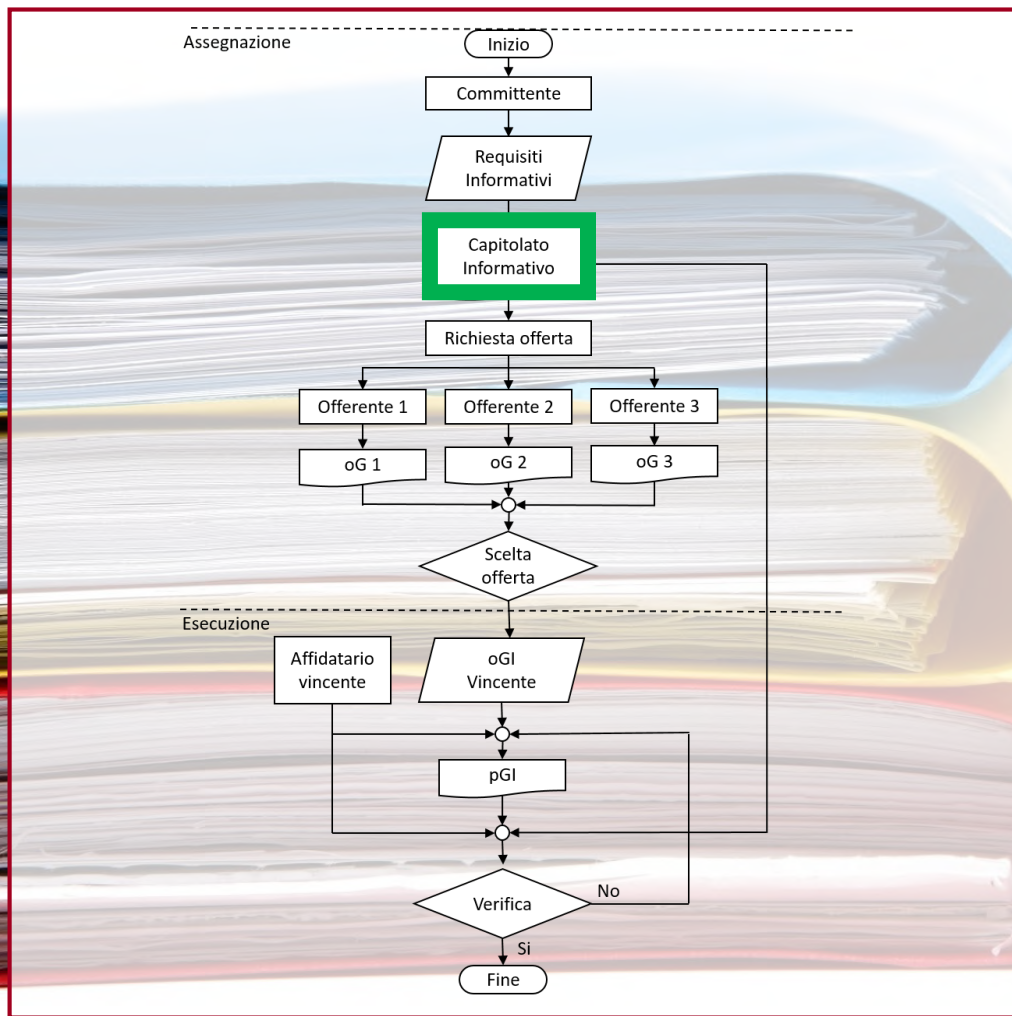 Assegnazione
Inizio
Committente
Requisiti
Informativi
Capitolato
Informativo
Richiesta offerta
Offerente 1
Offerente 2
Offerente 3
oG 1
oG 2
oG 3
Scelta
offerta
Esecuzione
Affidatario
vincente
oGI
Vincente
pGI
Verifica
No
Si
Fine